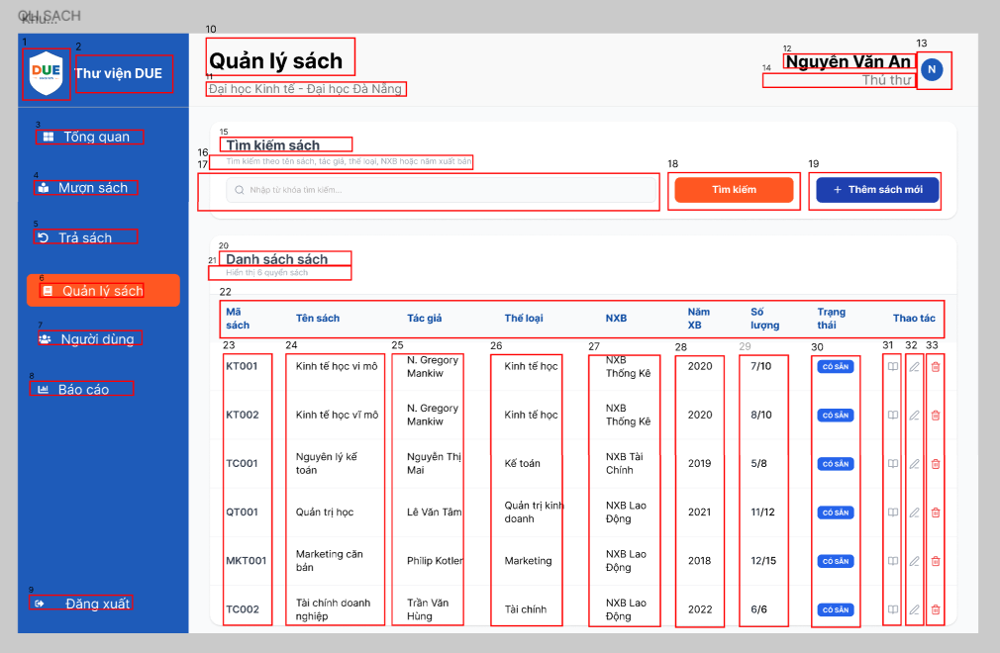 QH SACH
Khu...
1
DUE
2
Thư viện DUE
10
Quản lý sách
11
Đại học Kinh tế - Đại học Đà Nẵng
12
Nguyễn Văn An
14
Thủ thư
13
N
3
Tổng quan
4
Mượn sách
5
Trả sách
6
Quản lý sách
7
Người dùng
8
Báo cáo
9
Đăng xuất
15
Tìm kiếm sách
16
Tìm kiếm theo tên sách, tác giả, thể loại, NXB hoặc năm xuất bản
17
Nhập từ khóa tìm kiếm...
18
Tìm kiếm
19
+ Thêm sách mới
20
Danh sách sách
21
Hiển thị 6 quyển sách
22
Mã sách Tên sách Tác giả Thể loại NXB Năm XB Số lượng Trạng thái Thao tác
23 24 25 26 27 28 29 30 31 32 33
KT001 Kinh tế học vi mô N. Gregory Mankiw Kinh tế học NXB Thống Kê 2020 7/10 CÓ SẴN
KT002 Kinh tế học vĩ mô N. Gregory Mankiw Kinh tế học NXB Thống Kê 2020 8/10 CÓ SẴN
TC001 Nguyên lý kế toán Nguyễn Thị Mai Kế toán NXB Tài Chính 2019 5/8 CÓ SẴN
QT001 Quản trị học Lê Văn Tâm Quản trị kinh doanh NXB Lao Động 2021 11/12 CÓ SẴN
MKT001 Marketing căn bản Philip Kotler Marketing NXB Lao Động 2018 12/15 CÓ SẴN
TC002 Tài chính doanh nghiệp Trần Văn Hùng Tài chính NXB Lao Động 2022 6/6 CÓ SẴN